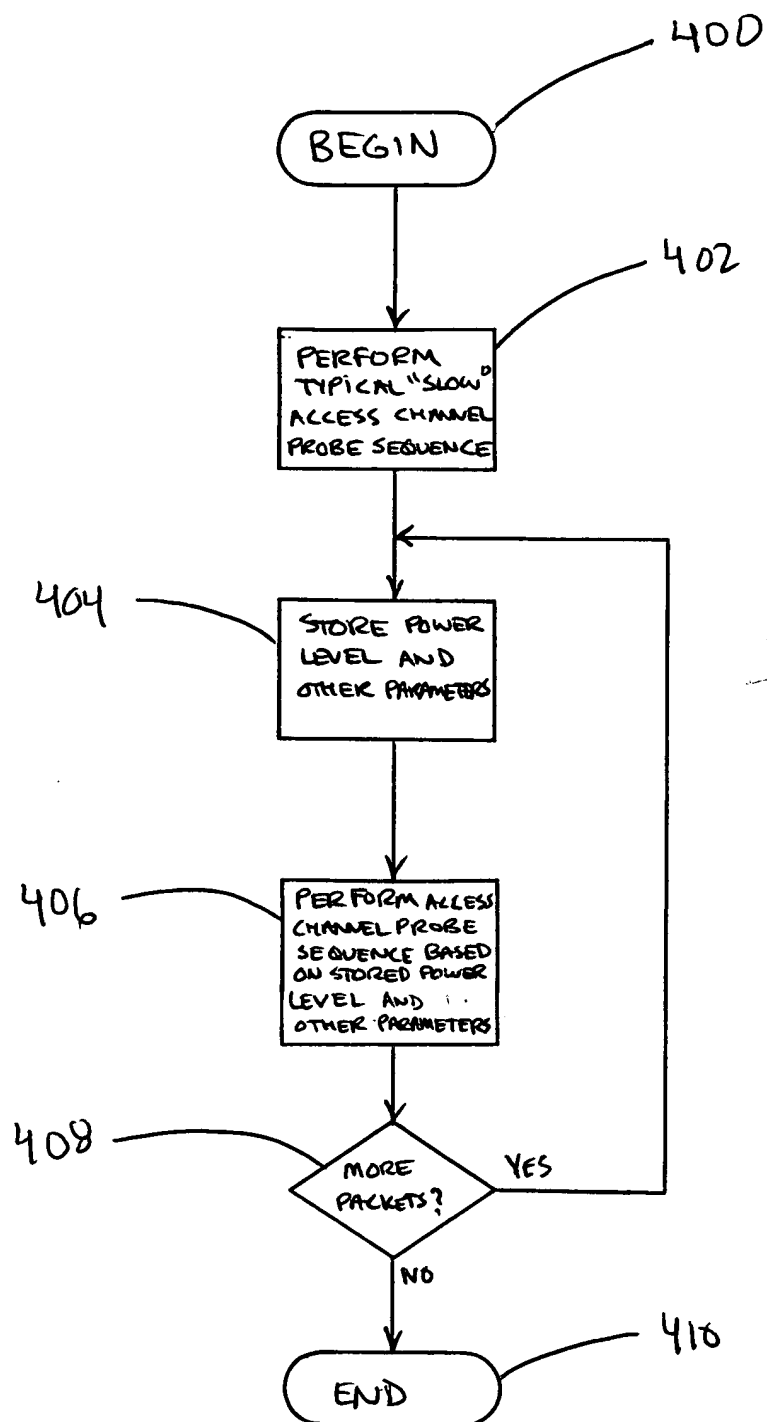 400
BEGIN
402
PERFORM
TYPICAL "SLOW"
ACCESS CHANNEL
PROBE SEQUENCE
404
STORE POWER
LEVEL AND
OTHER PARAMETERS
406
PERFORM ACCESS
CHANNEL PROBE
SEQUENCE BASED
ON STORED POWER
LEVEL AND
OTHER PARAMETERS
408
MORE
PACKETS?
YES
NO
410
END